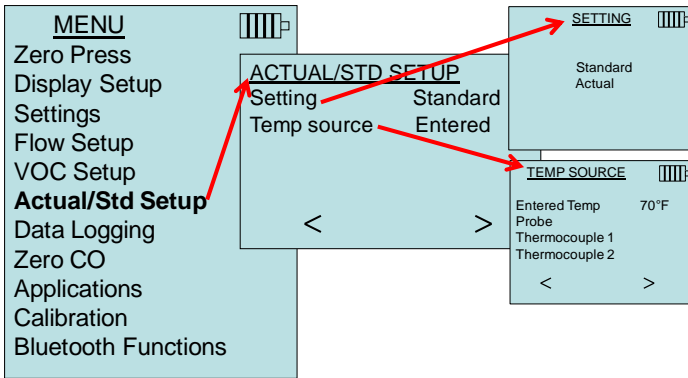 MENU
Zero Press
Display Setup
Settings
Flow Setup
VOC Setup
Actual/Std Setup
Data Logging
Zero CO
Applications
Calibration
Bluetooth Functions
ACTUAL/STD SETUP
Setting Standard
Temp source Entered
< >
SETTING
Standard
Actual
TEMP SOURCE
Entered Temp 70°F
Probe
Thermocouple 1
Thermocouple 2
< >